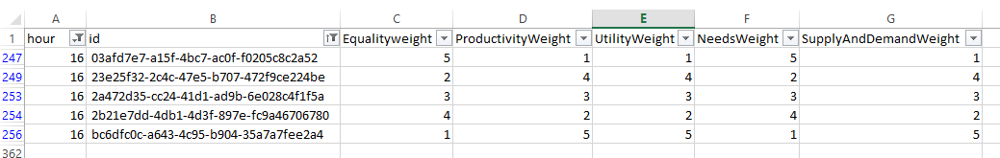 A B C D E F G
1 hour id Equalityweight ProductivityWeight UtilityWeight NeedsWeight SupplyAndDemandWeight
247 16 03afd7e7-a15f-4bc7-ac0f-f0205c8c2a52 5 1 1 5 1
249 16 23e25f32-2c4c-47e5-b707-472f9ce224be 2 4 4 2 4
253 16 2a472d35-cc24-41d1-ad9b-6e028c4f1f5a 3 3 3 3 3
254 16 2b21e7dd-4db1-4d3f-897e-fc9a46706780 4 2 2 4 2
256 16 bc6dfc0c-a643-4c95-b904-35a7a7fee2a4 1 5 5 1 5
362